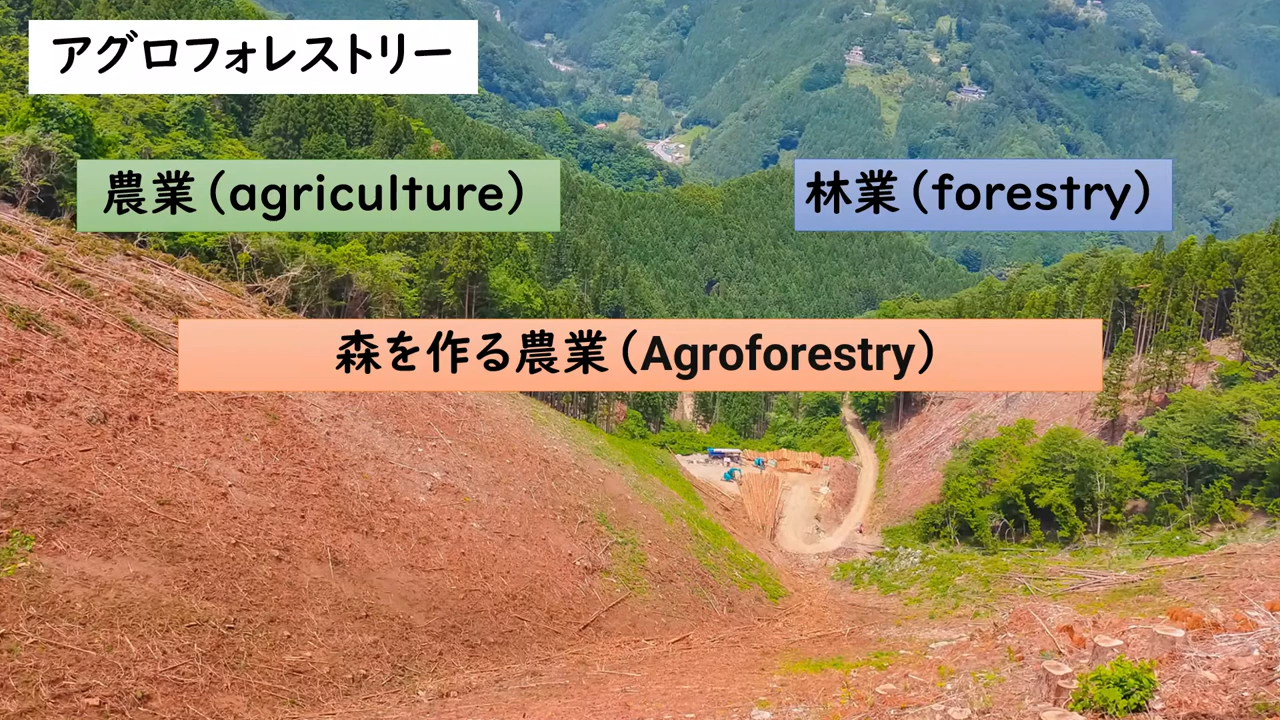 アグロフォレストリー
農業（agriculture）
林業（forestry）
森を作る農業（Agroforestry）